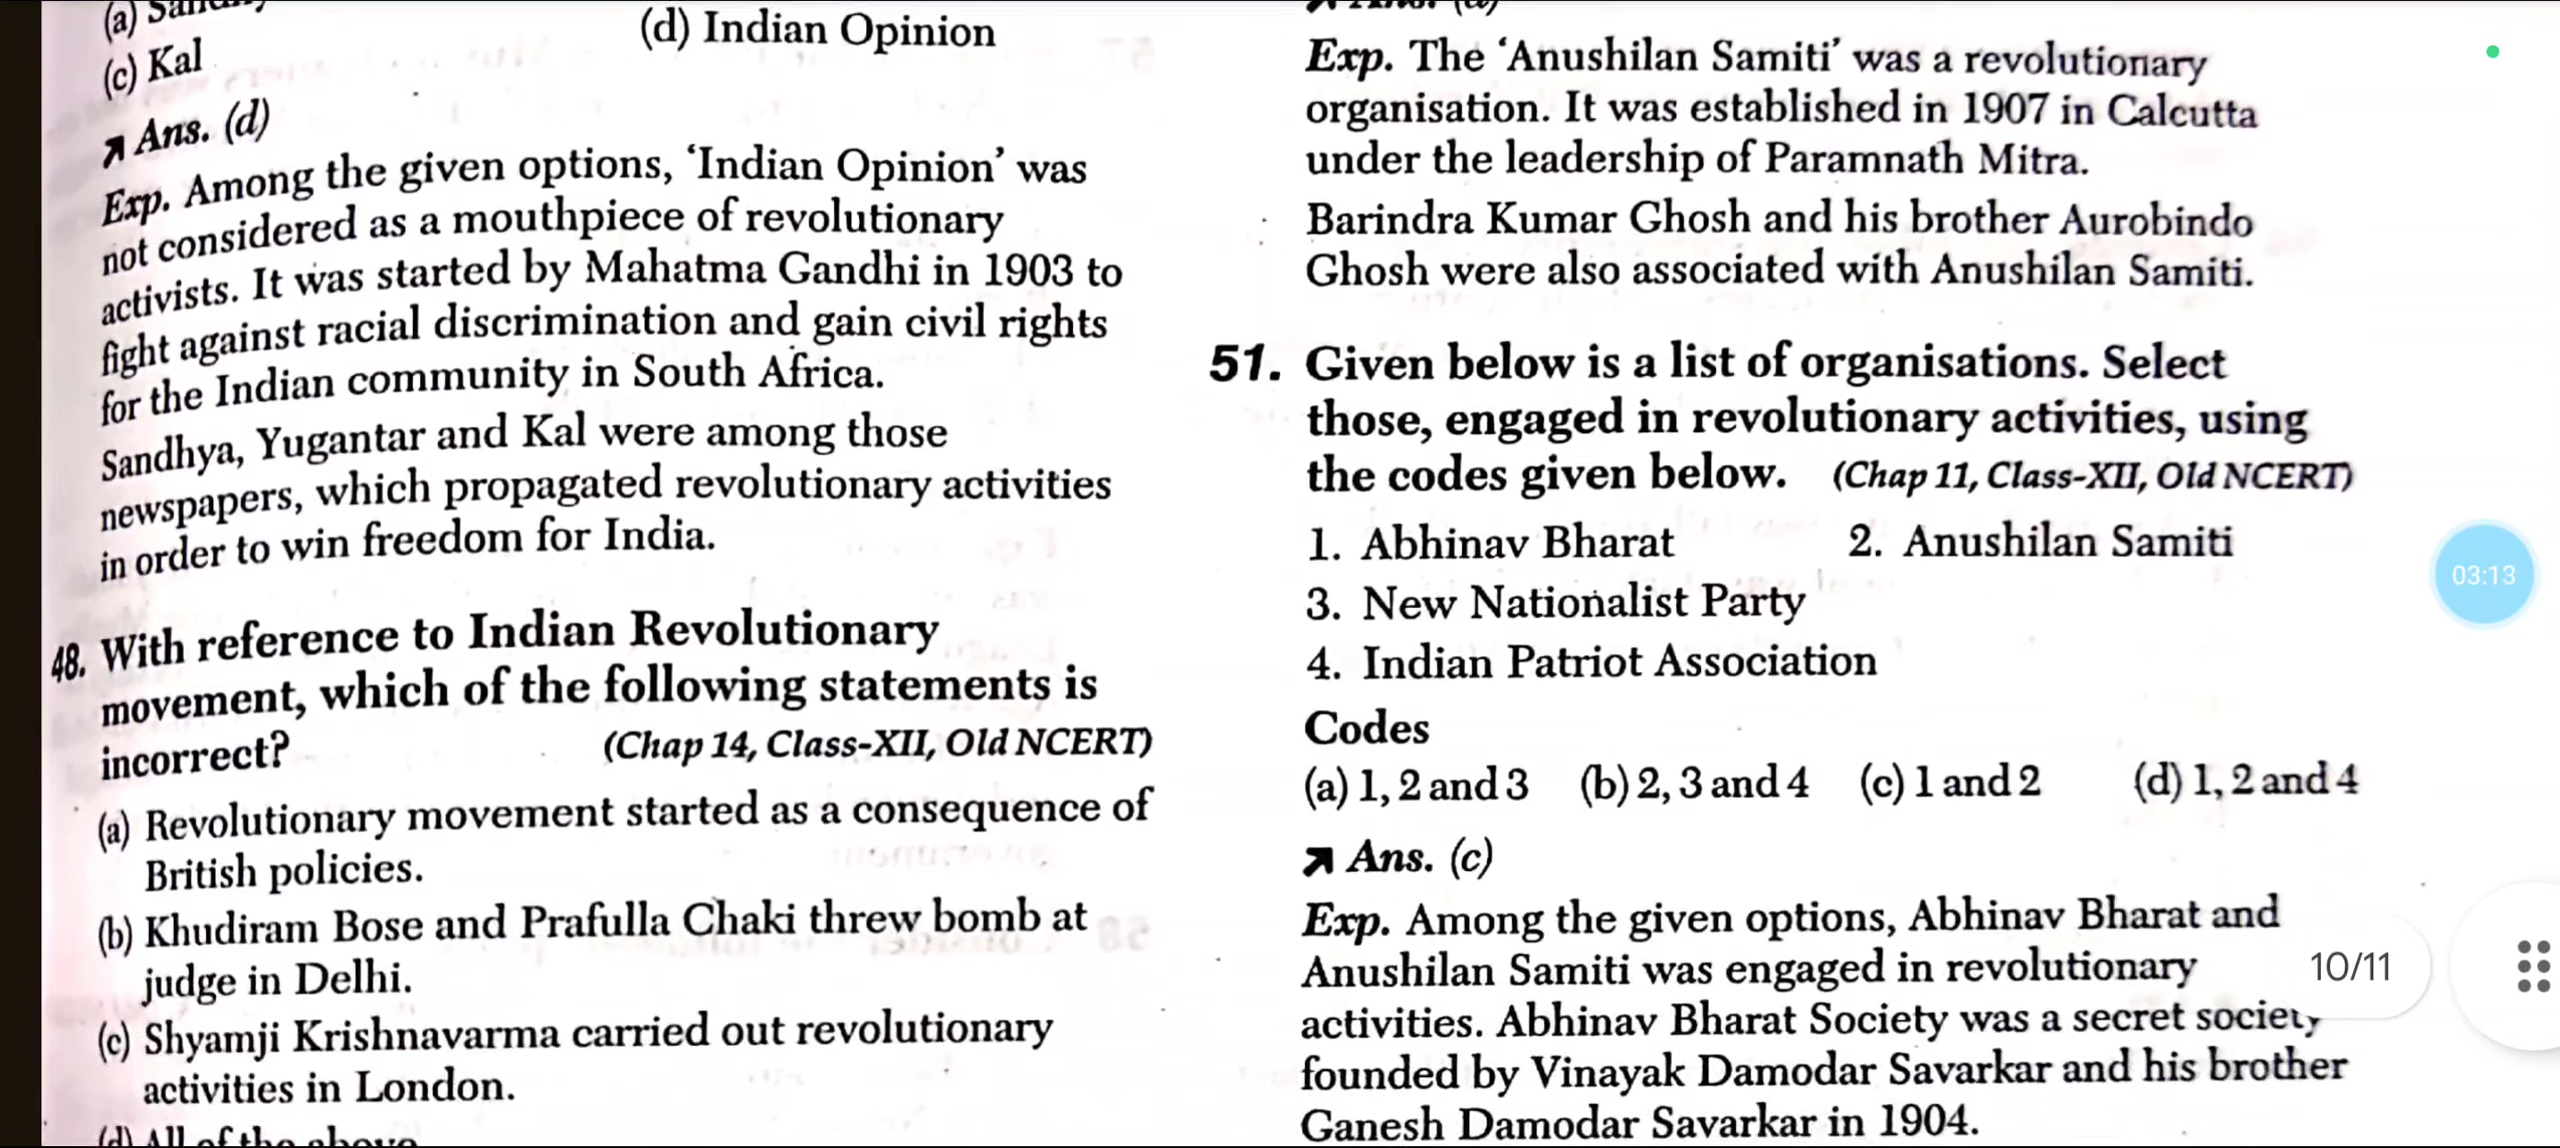 (c) Kal
(d) Indian Opinion
Ans. (d)
Exp. Among the given options, ‘Indian Opinion’ was
not considered as a mouthpiece of revolutionary
activists. It was started by Mahatma Gandhi in 1903 to
fight against racial discrimination and gain civil rights
for the Indian community in South Africa.
Sandhya, Yugantar and Kal were among those
newspapers, which propagated revolutionary activities
in order to win freedom for India.
48. With reference to Indian Revolutionary
movement, which of the following statements is
incorrect? (Chap 14, Class-XII, Old NCERT)
(a) Revolutionary movement started as a consequence of
British policies.
(b) Khudiram Bose and Prafulla Chaki threw bomb at
judge in Delhi.
(c) Shyamji Krishnavarma carried out revolutionary
activities in London.
(d) All of the above
Exp. The ‘Anushilan Samiti’ was a revolutionary
organisation. It was established in 1907 in Calcutta
under the leadership of Paramnath Mitra.
Barindra Kumar Ghosh and his brother Aurobindo
Ghosh were also associated with Anushilan Samiti.
51. Given below is a list of organisations. Select
those, engaged in revolutionary activities, using
the codes given below. (Chap 11, Class-XII, Old NCERT)
1. Abhinav Bharat 2. Anushilan Samiti
3. New Nationalist Party
4. Indian Patriot Association
Codes
(a) 1, 2 and 3 (b) 2, 3 and 4 (c) 1 and 2 (d) 1, 2 and 4
Ans. (c)
Exp. Among the given options, Abhinav Bharat and
Anushilan Samiti was engaged in revolutionary
activities. Abhinav Bharat Society was a secret society
founded by Vinayak Damodar Savarkar and his brother
Ganesh Damodar Savarkar in 1904.
03:13
10/11